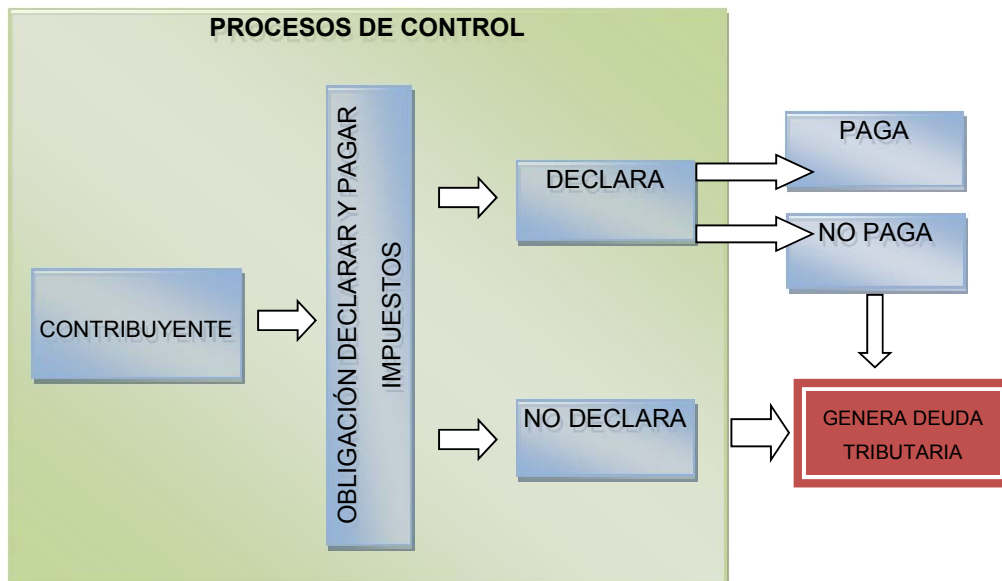 PROCESOS DE CONTROL
CONTRIBUYENTE
OBLIGACIÓN DECLARAR Y PAGAR
IMPUESTOS
DECLARA
NO DECLARA
PAGA
NO PAGA
GENERA DEUDA
TRIBUTARIA